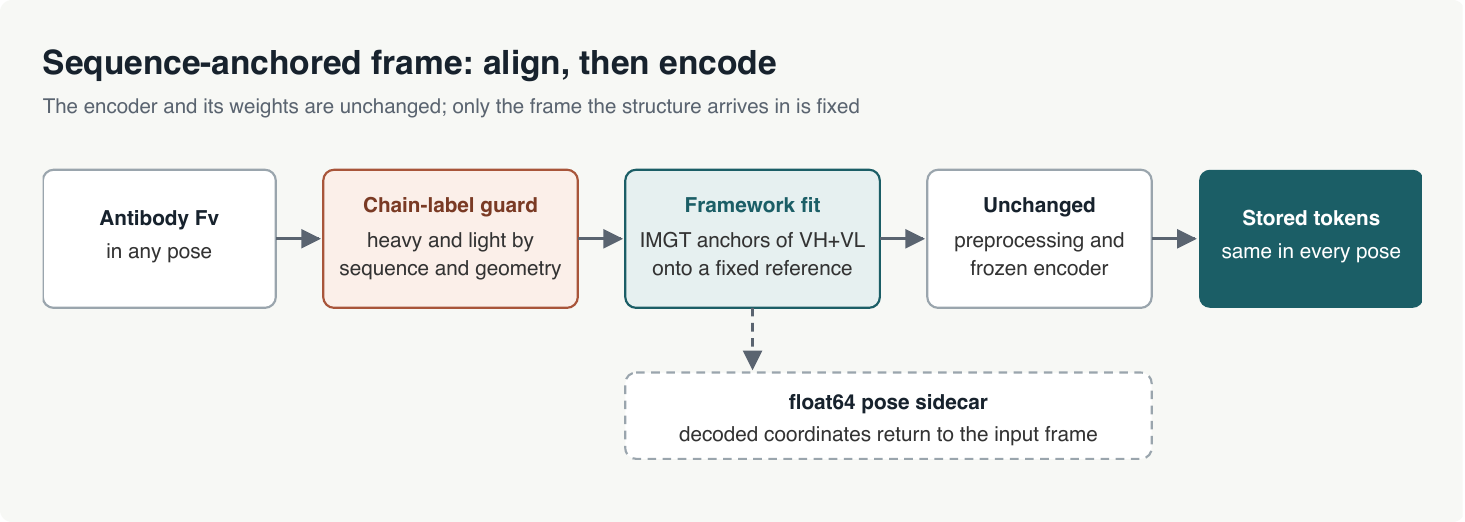 Sequence-anchored frame: align, then encode
The encoder and its weights are unchanged; only the frame the structure arrives in is fixed
Antibody Fv
in any pose
Chain-label guard
heavy and light by
sequence and geometry
Framework fit
IMGT anchors of VH+VL
onto a fixed reference
Unchanged
preprocessing and
frozen encoder
Stored tokens
same in every pose
float64 pose sidecar
decoded coordinates return to the input frame